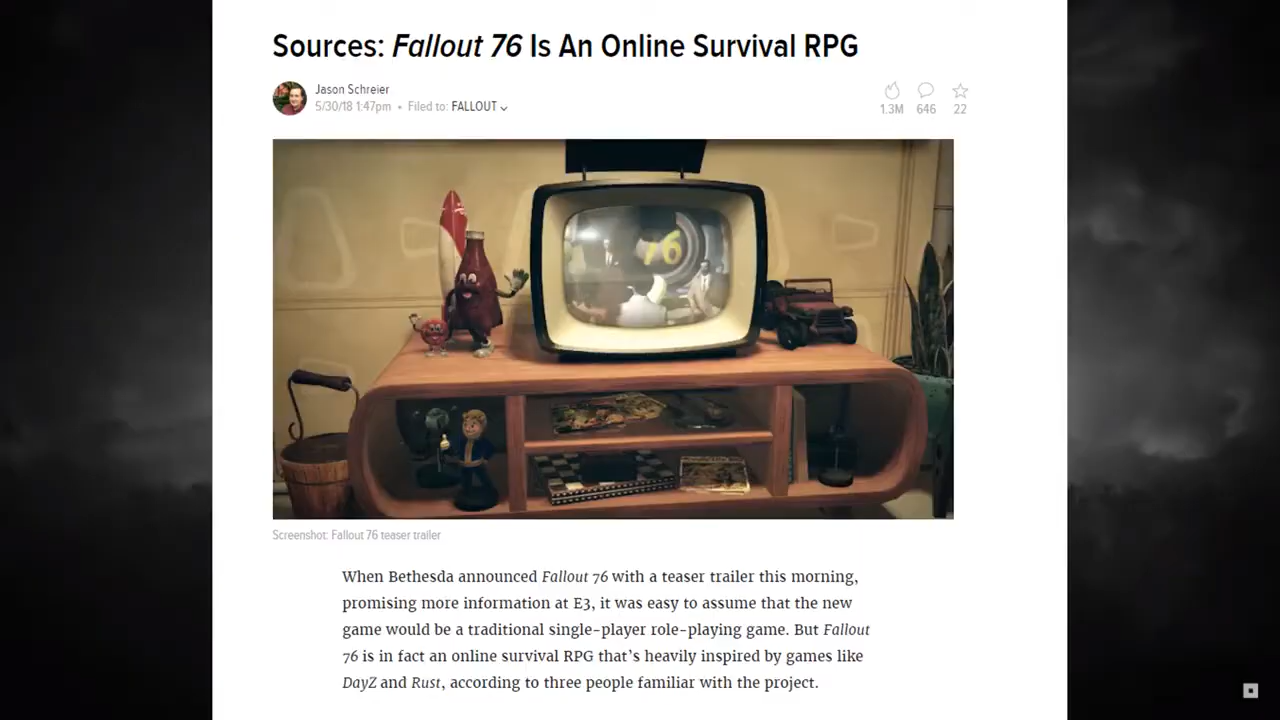 Sources: Fallout 76 Is An Online Survival RPG
Jason Schreier
5/30/18 1:47pm • Filed to: FALLOUT
1.3M 646 22
76
Screenshot: Fallout 76 teaser trailer
When Bethesda announced Fallout 76 with a teaser trailer this morning,
promising more information at E3, it was easy to assume that the new
game would be a traditional single-player role-playing game. But Fallout
76 is in fact an online survival RPG that's heavily inspired by games like
DayZ and Rust, according to three people familiar with the project.